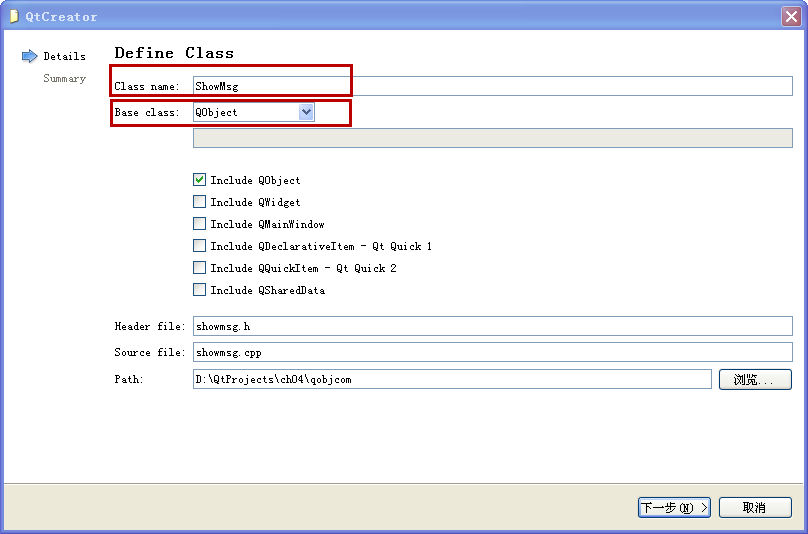 QtCreator
Details
Summary
Define Class
Class name: ShowMsg
Base class: QObject
Include QObject
Include QWidget
Include QMainWindow
Include QDeclarativeItem - Qt Quick 1
Include QQuickItem - Qt Quick 2
Include QSharedData
Header file: showmsg.h
Source file: showmsg.cpp
Path: D:\QtProjects\ch04\qobjcom 浏览...
下一步(N) > 取消